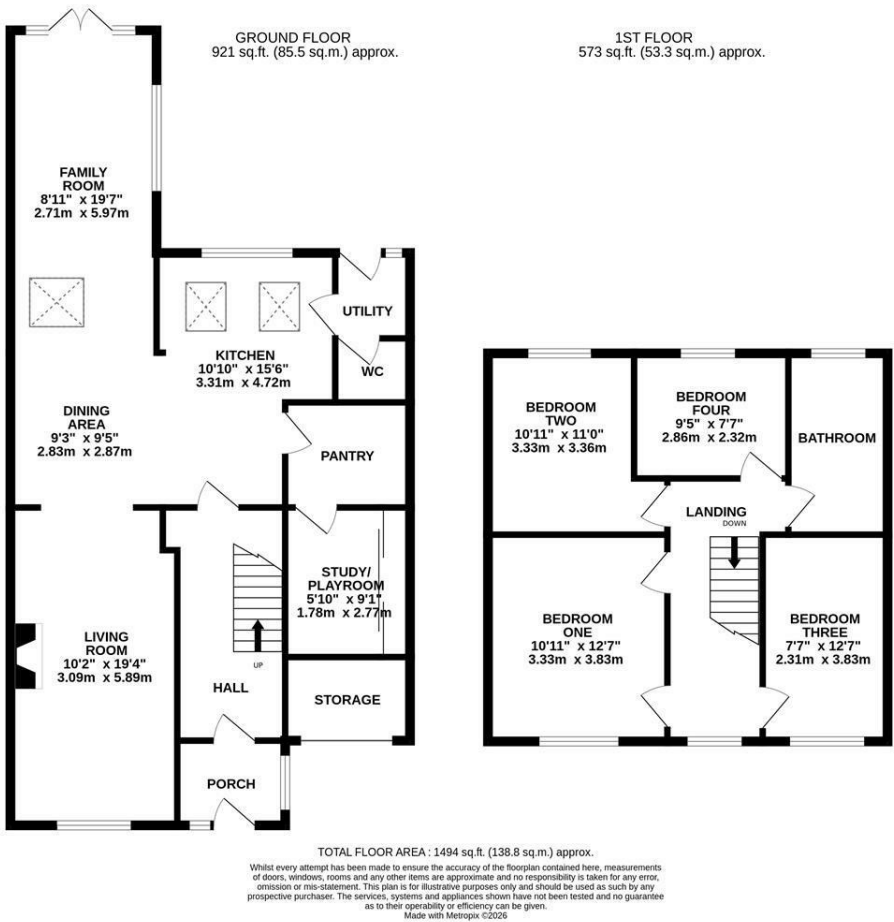 GROUND FLOOR
921 sq.ft. (85.5 sq.m.) approx.
1ST FLOOR
573 sq.ft. (53.3 sq.m.) approx.
FAMILY
ROOM
8'11" x 19'7"
2.71m x 5.97m
UTILITY
KITCHEN
10'10" x 15'6"
3.31m x 4.72m
WC
DINING
AREA
9'3" x 9'5"
2.83m x 2.87m
PANTRY
STUDY/
PLAYROOM
5'10" x 9'1"
1.78m x 2.77m
LIVING
ROOM
10'2" x 19'4"
3.09m x 5.89m
UP
HALL
STORAGE
PORCH
BEDROOM
TWO
10'11" x 11'0"
3.33m x 3.36m
BEDROOM
FOUR
9'5" x 7'7"
2.86m x 2.32m
BATHROOM
LANDING
DOWN
BEDROOM
ONE
10'11" x 12'7"
3.33m x 3.83m
BEDROOM
THREE
7'7" x 12'7"
2.31m x 3.83m
TOTAL FLOOR AREA : 1494 sq.ft. (138.8 sq.m.) approx.
Whilst every attempt has been made to ensure the accuracy of the floorplan contained here, measurements
of doors, windows, rooms and any other items are approximate and no responsibility is taken for any error,
omission or mis-statement. This plan is for illustrative purposes only and should be used as such by any
prospective purchaser. The services, systems and appliances shown have not been tested and no guarantee
as to their operability or efficiency can be given.
Made with Metropix ©2026